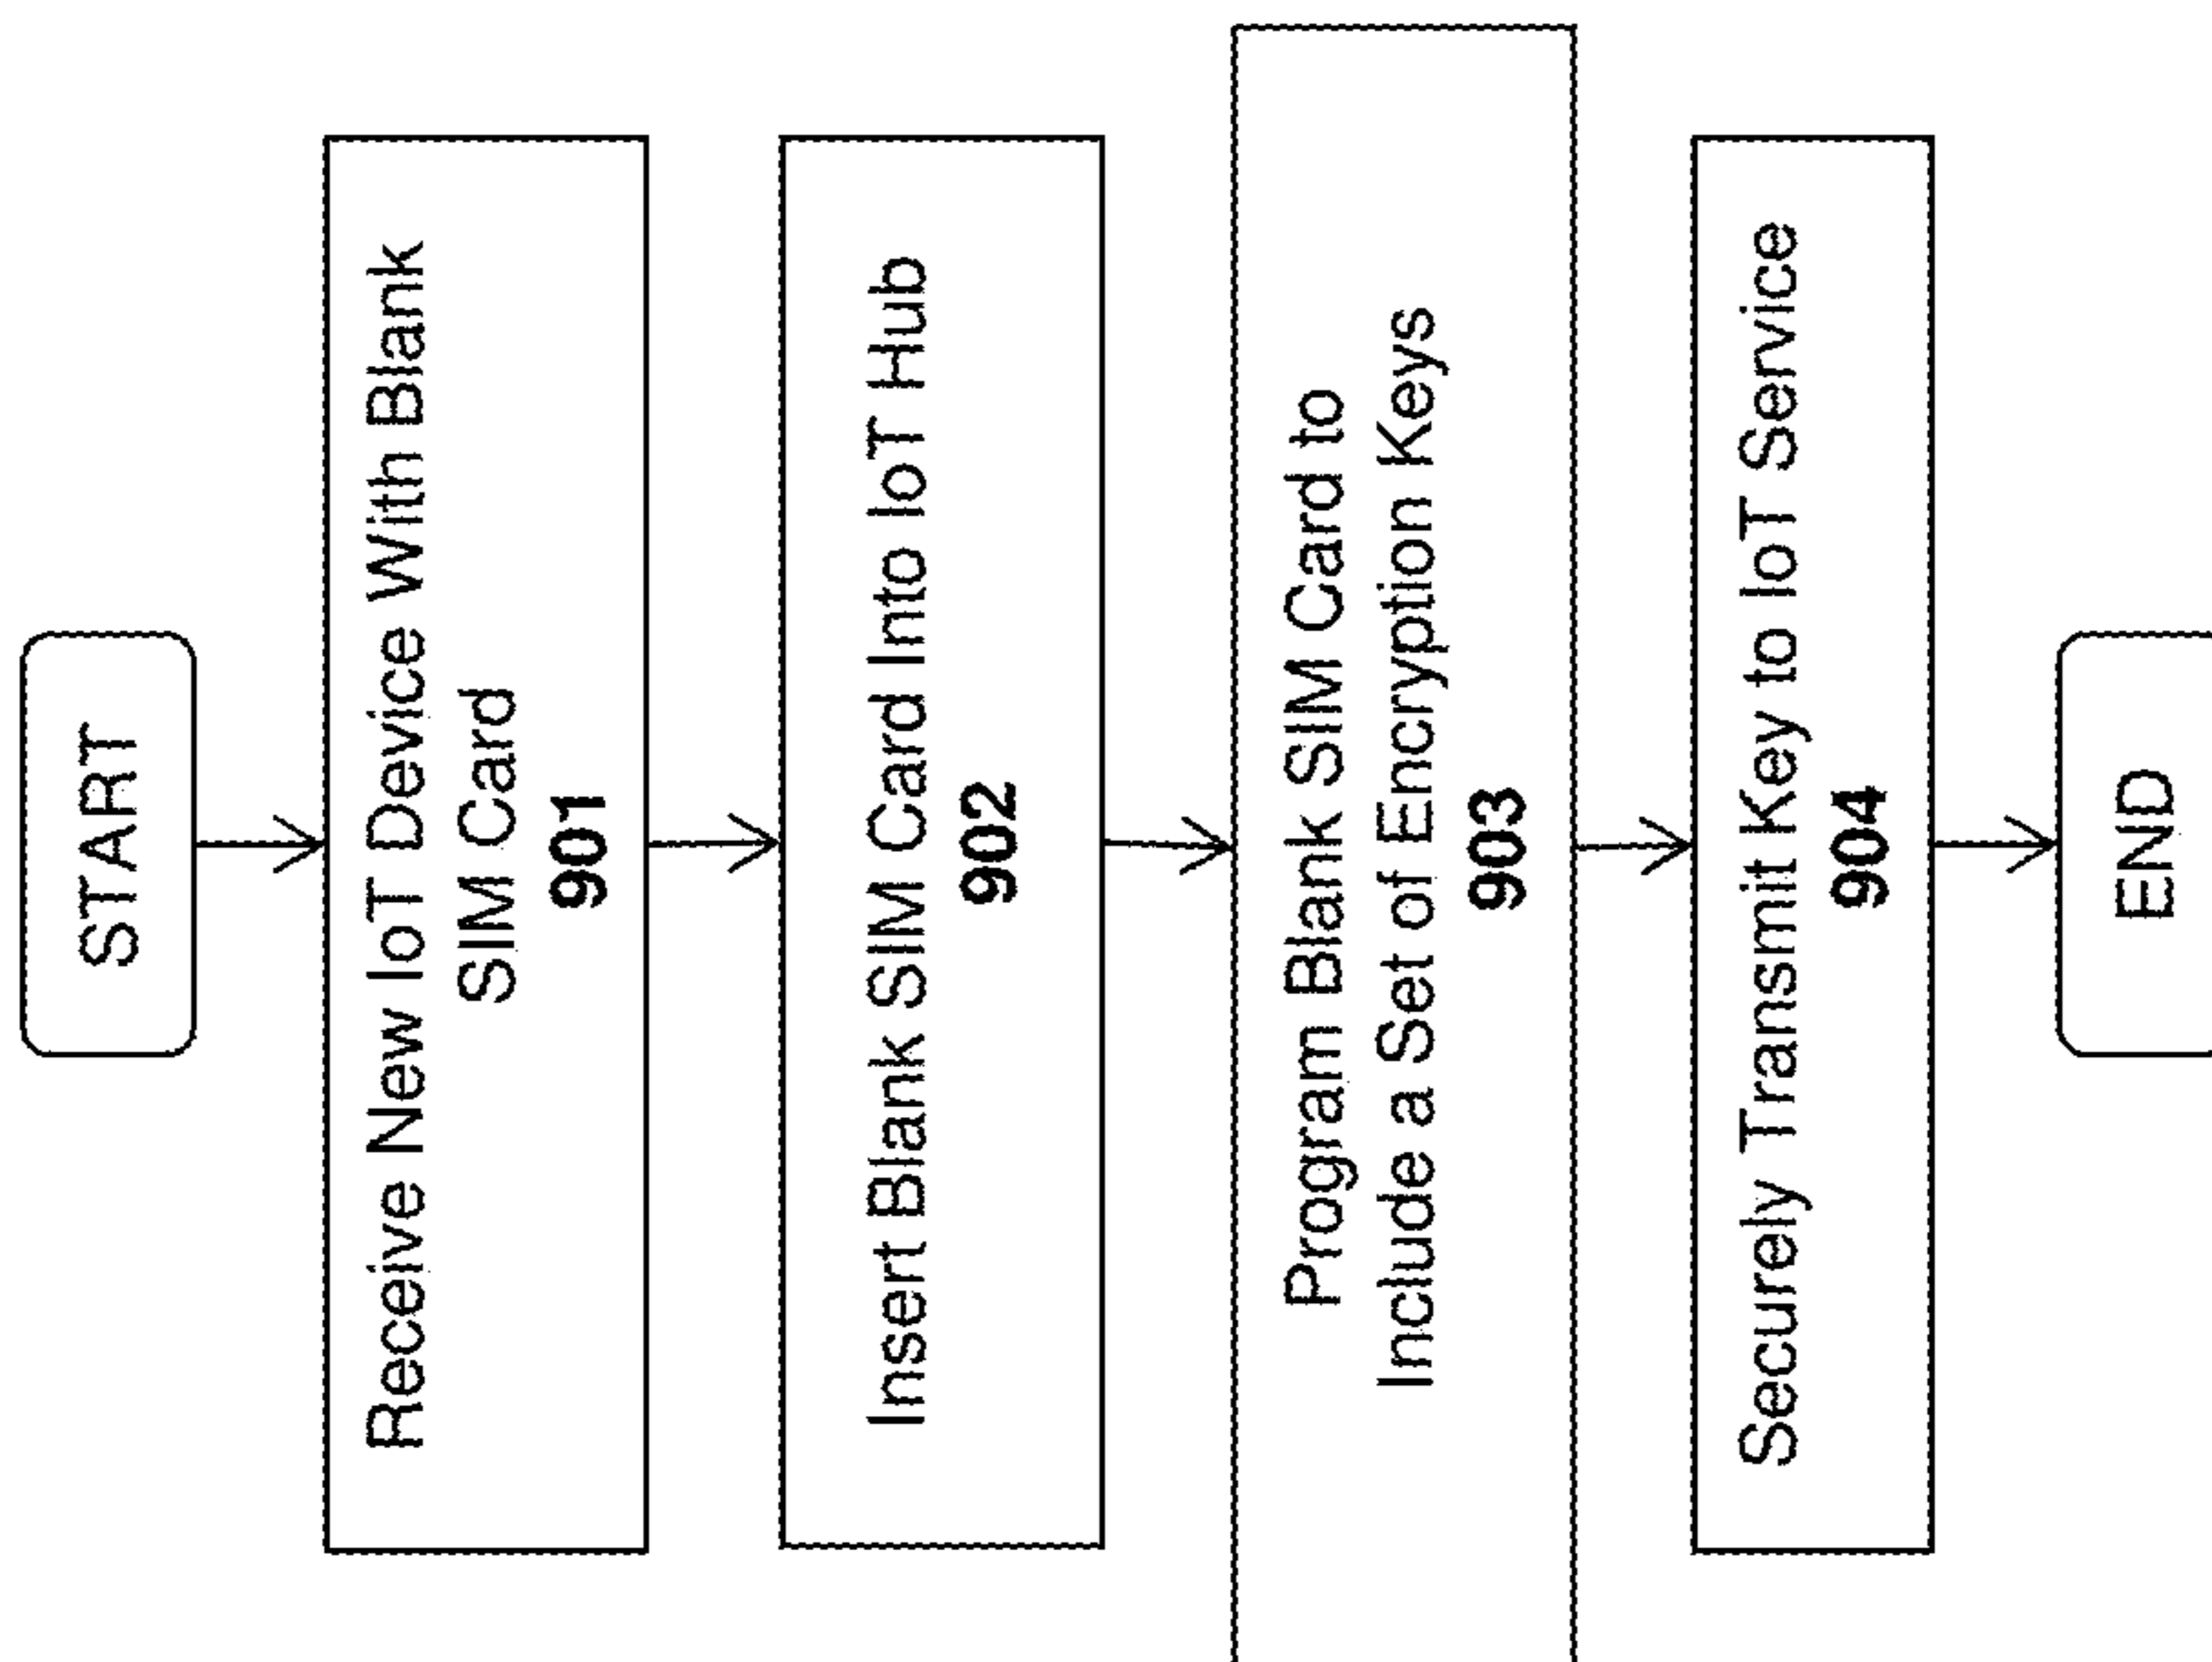 START
Receive New IoT Device With Blank
SIM Card
901
Insert Blank SIM Card Into IoT Hub
902
Program Blank SIM Card to
Include a Set of Encryption Keys
903
Securely Transmit Key to IoT Service
904
END